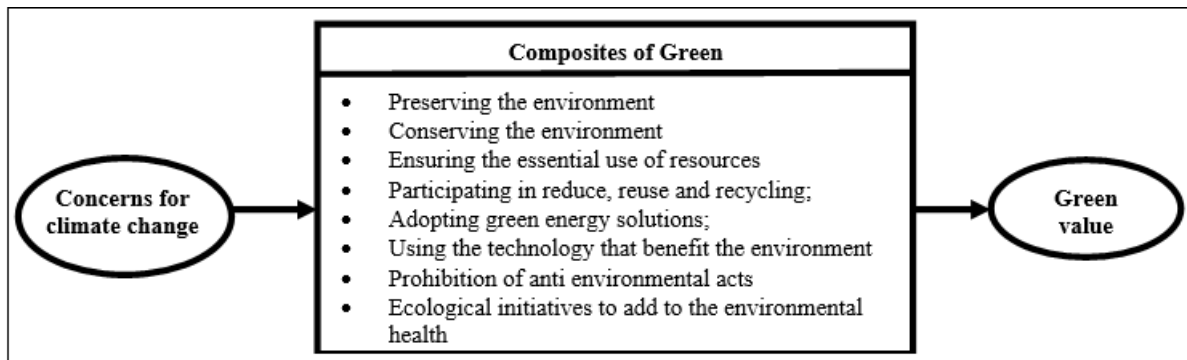 Composites of Green
• Preserving the environment
• Conserving the environment
• Ensuring the essential use of resources
• Participating in reduce, reuse and recycling;
• Adopting green energy solutions;
• Using the technology that benefit the environment
• Prohibition of anti environmental acts
• Ecological initiatives to add to the environmental
health
Concerns for
climate change
Green
value